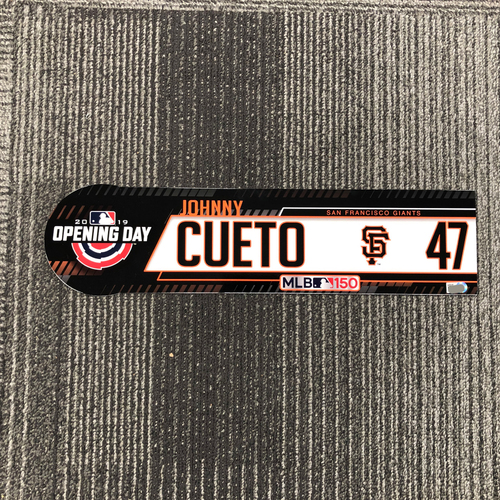 2019
OPENING DAY
JOHNNY
SAN FRANCISCO GIANTS
CUETO
SF
47
MLB 150